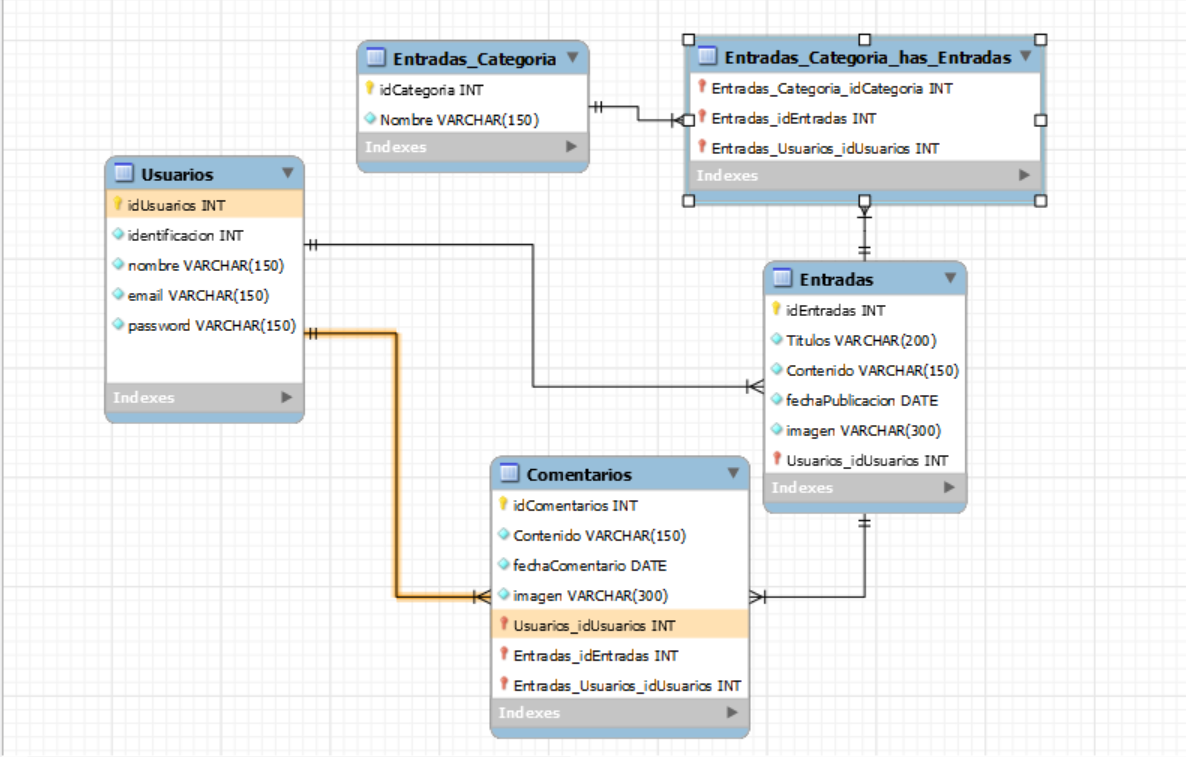 Entradas_Categoria
idCategoria INT
Nombre VARCHAR(150)
Indexes
Entradas_Categoria_has_Entradas
Entradas_Categoria_idCategoria INT
Entradas_idEntradas INT
Entradas_Usuarios_idUsuarios INT
Indexes
Usuarios
idUsuarios INT
identificacion INT
nombre VARCHAR(150)
email VARCHAR(150)
password VARCHAR(150)
Indexes
Entradas
idEntradas INT
Titulos VARCHAR(200)
Contenido VARCHAR(150)
fechaPublicacion DATE
imagen VARCHAR(300)
Usuarios_idUsuarios INT
Indexes
Comentarios
idComentarios INT
Contenido VARCHAR(150)
fechaComentario DATE
imagen VARCHAR(300)
Usuarios_idUsuarios INT
Entradas_idEntradas INT
Entradas_Usuarios_idUsuarios INT
Indexes